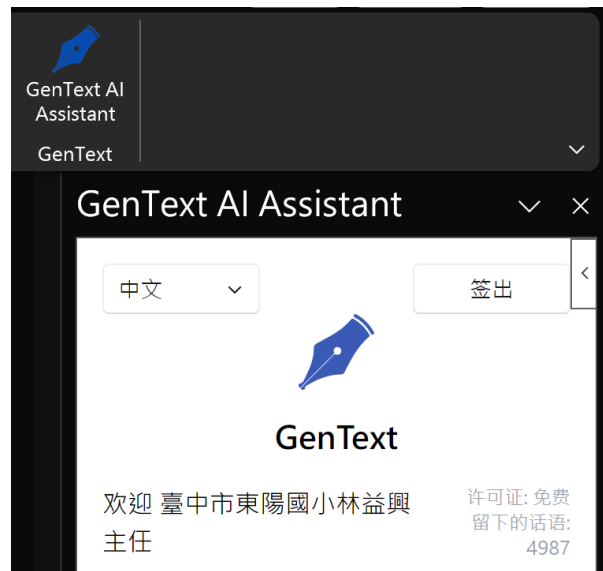 GenText AI
Assistant
GenText
GenText AI Assistant
中文
签出
GenText
欢迎 臺中市東陽國小林益興
主任
许可证: 免费
留下的话语:
4987